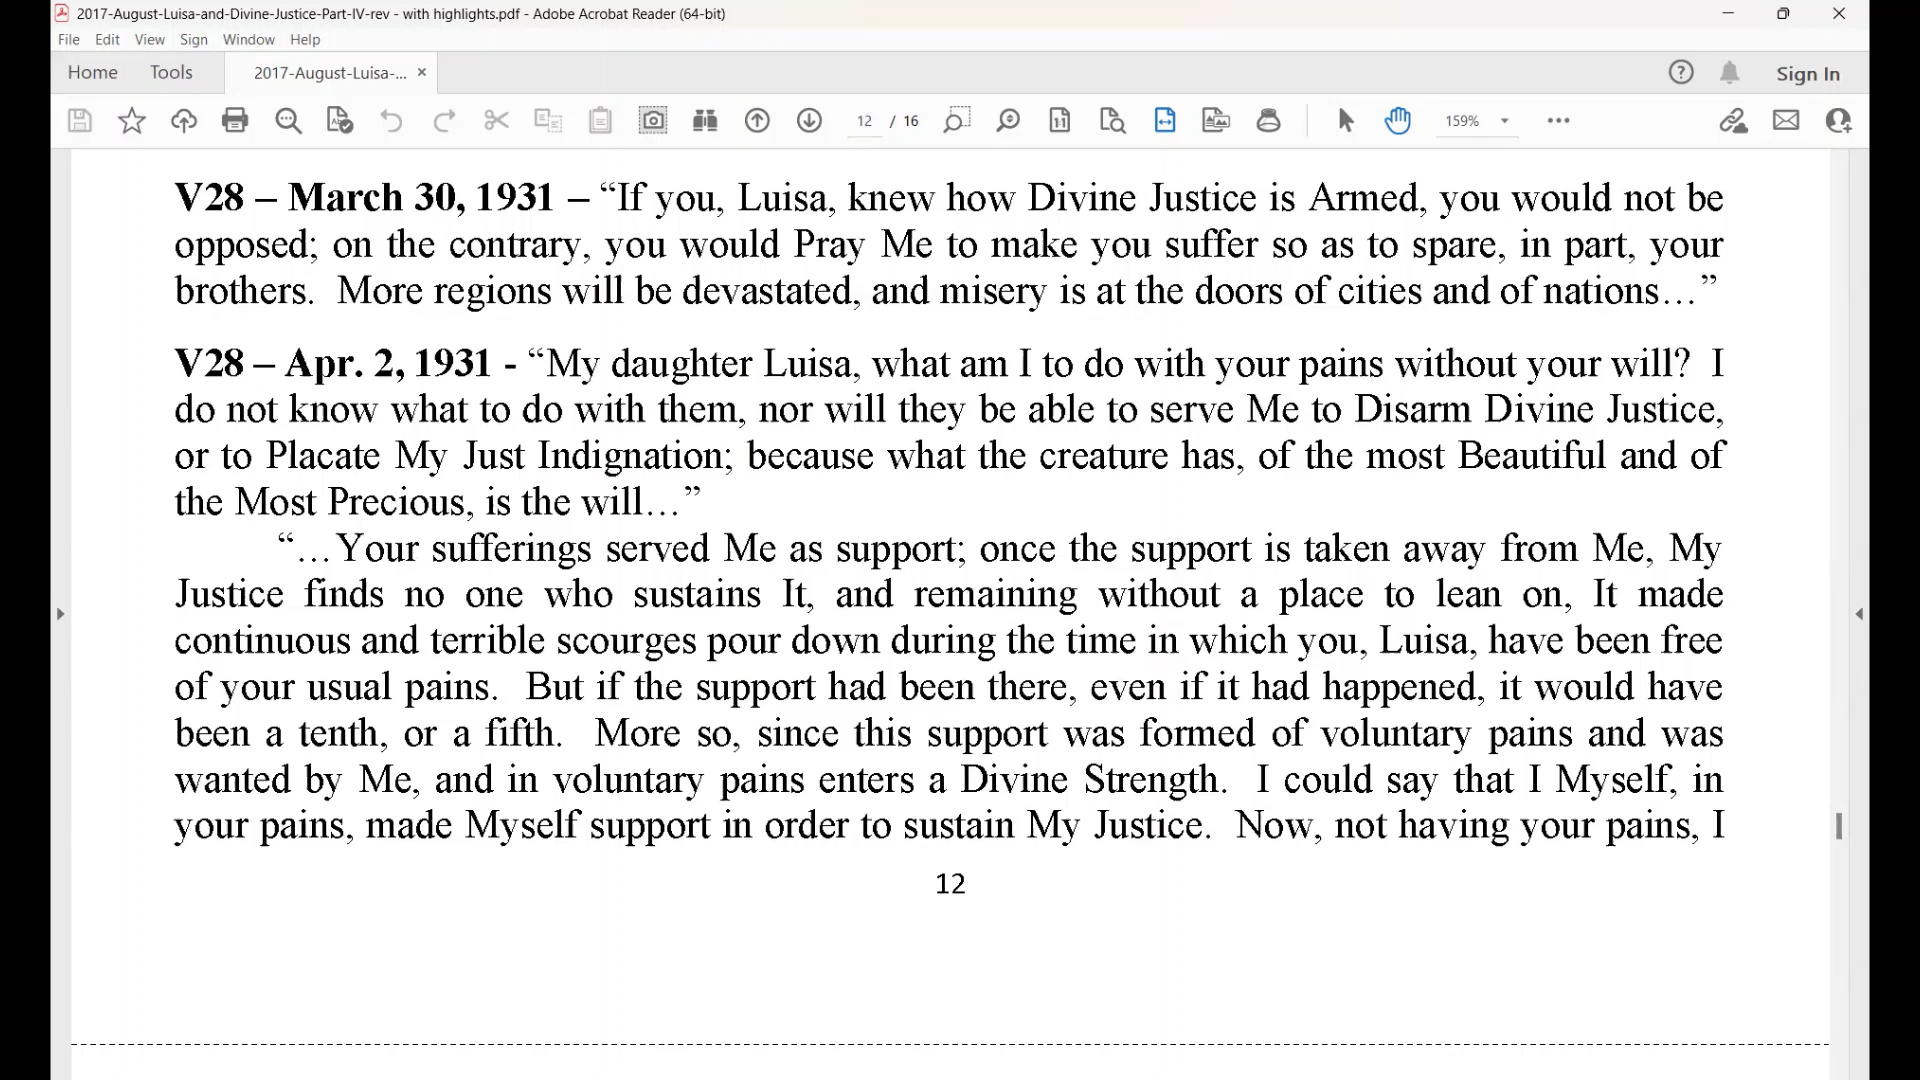 2017-August-Luisa-and-Divine-Justice-Part-IV-rev - with highlights.pdf - Adobe Acrobat Reader (64-bit)
File Edit View Sign Window Help
Home Tools 2017-August-Luisa-... × Sign In
12 / 16 159%
V28 – March 30, 1931 – “If you, Luisa, knew how Divine Justice is Armed, you would not be
opposed; on the contrary, you would Pray Me to make you suffer so as to spare, in part, your
brothers. More regions will be devastated, and misery is at the doors of cities and of nations…”
V28 – Apr. 2, 1931 - “My daughter Luisa, what am I to do with your pains without your will? I
do not know what to do with them, nor will they be able to serve Me to Disarm Divine Justice,
or to Placate My Just Indignation; because what the creature has, of the most Beautiful and of
the Most Precious, is the will…”
“…Your sufferings served Me as support; once the support is taken away from Me, My
Justice finds no one who sustains It, and remaining without a place to lean on, It made
continuous and terrible scourges pour down during the time in which you, Luisa, have been free
of your usual pains. But if the support had been there, even if it had happened, it would have
been a tenth, or a fifth. More so, since this support was formed of voluntary pains and was
wanted by Me, and in voluntary pains enters a Divine Strength. I could say that I Myself, in
your pains, made Myself support in order to sustain My Justice. Now, not having your pains, I
12